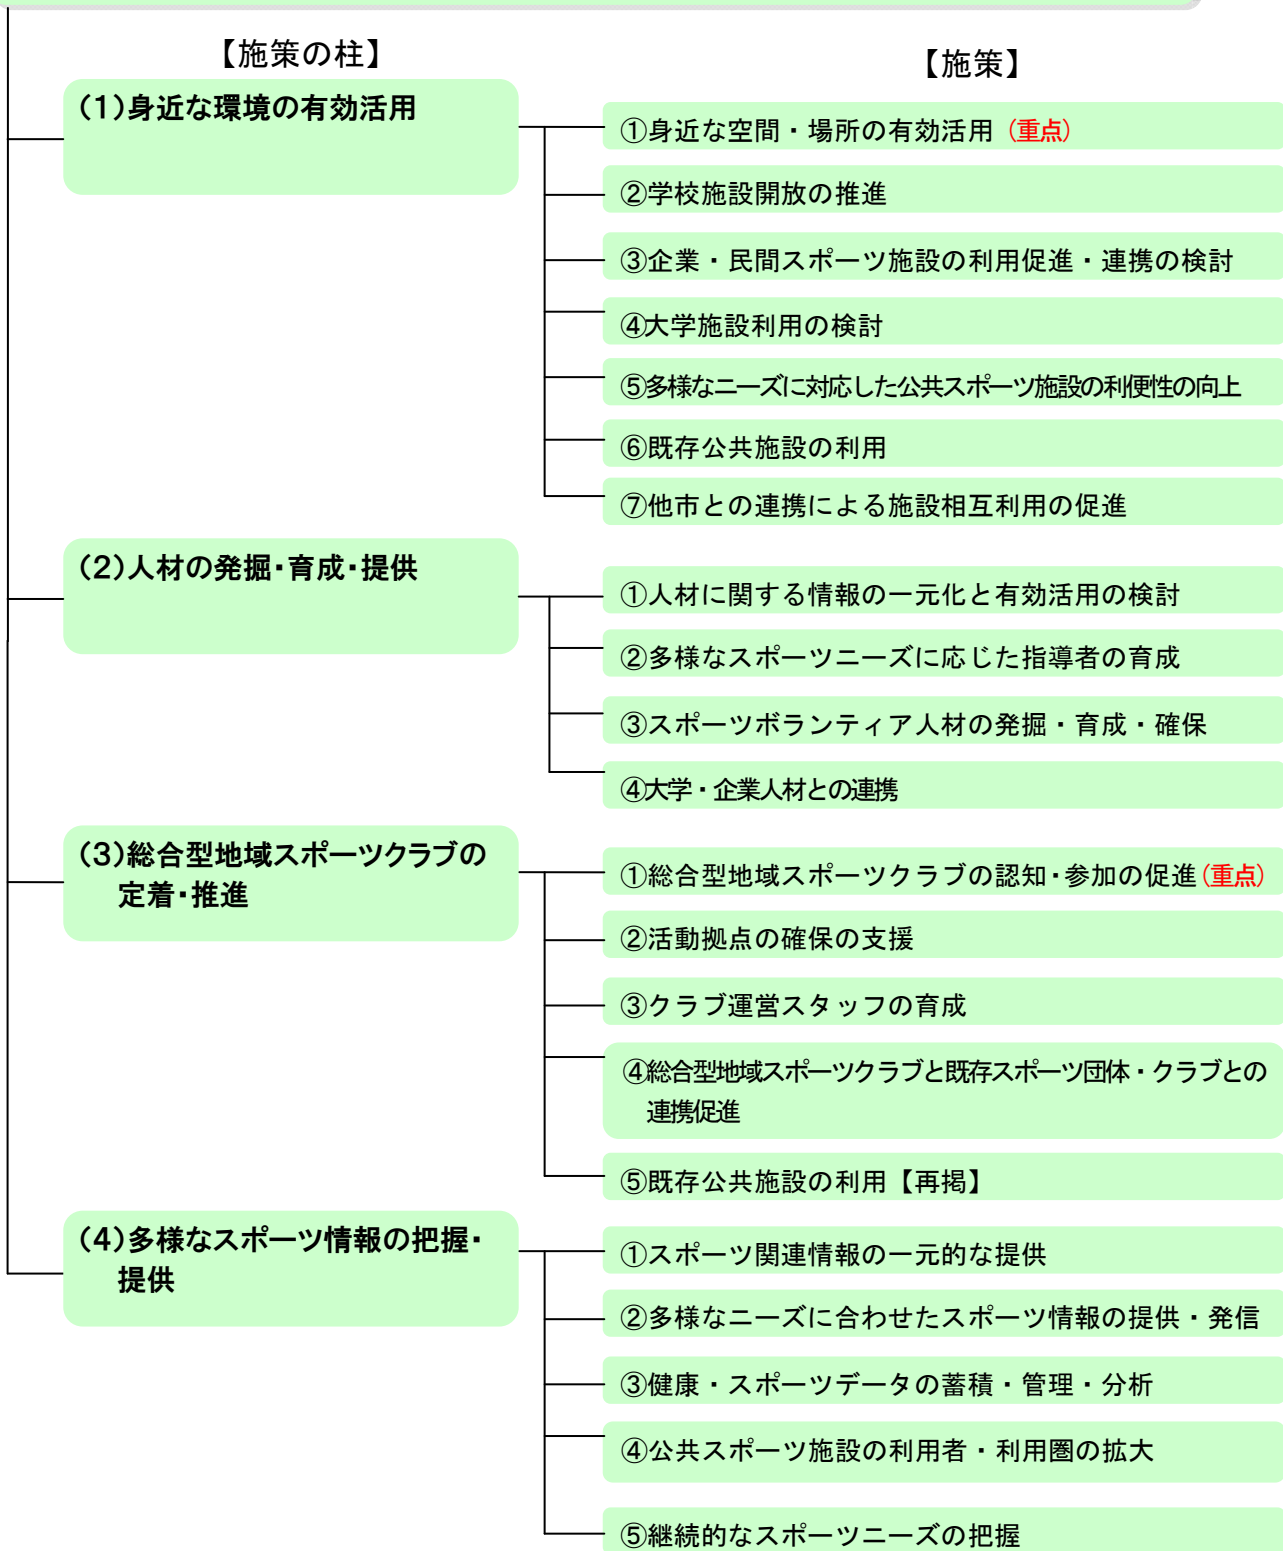 【施策の柱】
【施策】
(1)身近な環境の有効活用
①身近な空間・場所の有効活用（重点）
②学校施設開放の推進
③企業・民間スポーツ施設の利用促進・連携の検討
④大学施設利用の検討
⑤多様なニーズに対応した公共スポーツ施設の利便性の向上
⑥既存公共施設の利用
⑦他市との連携による施設相互利用の促進
(2)人材の発掘・育成・提供
①人材に関する情報の一元化と有効活用の検討
②多様なスポーツニーズに応じた指導者の育成
③スポーツボランティア人材の発掘・育成・確保
④大学・企業人材との連携
(3)総合型地域スポーツクラブの
定着・推進
①総合型地域スポーツクラブの認知・参加の促進（重点）
②活動拠点の確保の支援
③クラブ運営スタッフの育成
④総合型地域スポーツクラブと既存スポーツ団体・クラブとの
連携促進
⑤既存公共施設の利用【再掲】
(4)多様なスポーツ情報の把握・
提供
①スポーツ関連情報の一元的な提供
②多様なニーズに合わせたスポーツ情報の提供・発信
③健康・スポーツデータの蓄積・管理・分析
④公共スポーツ施設の利用者・利用圏の拡大
⑤継続的なスポーツニーズの把握